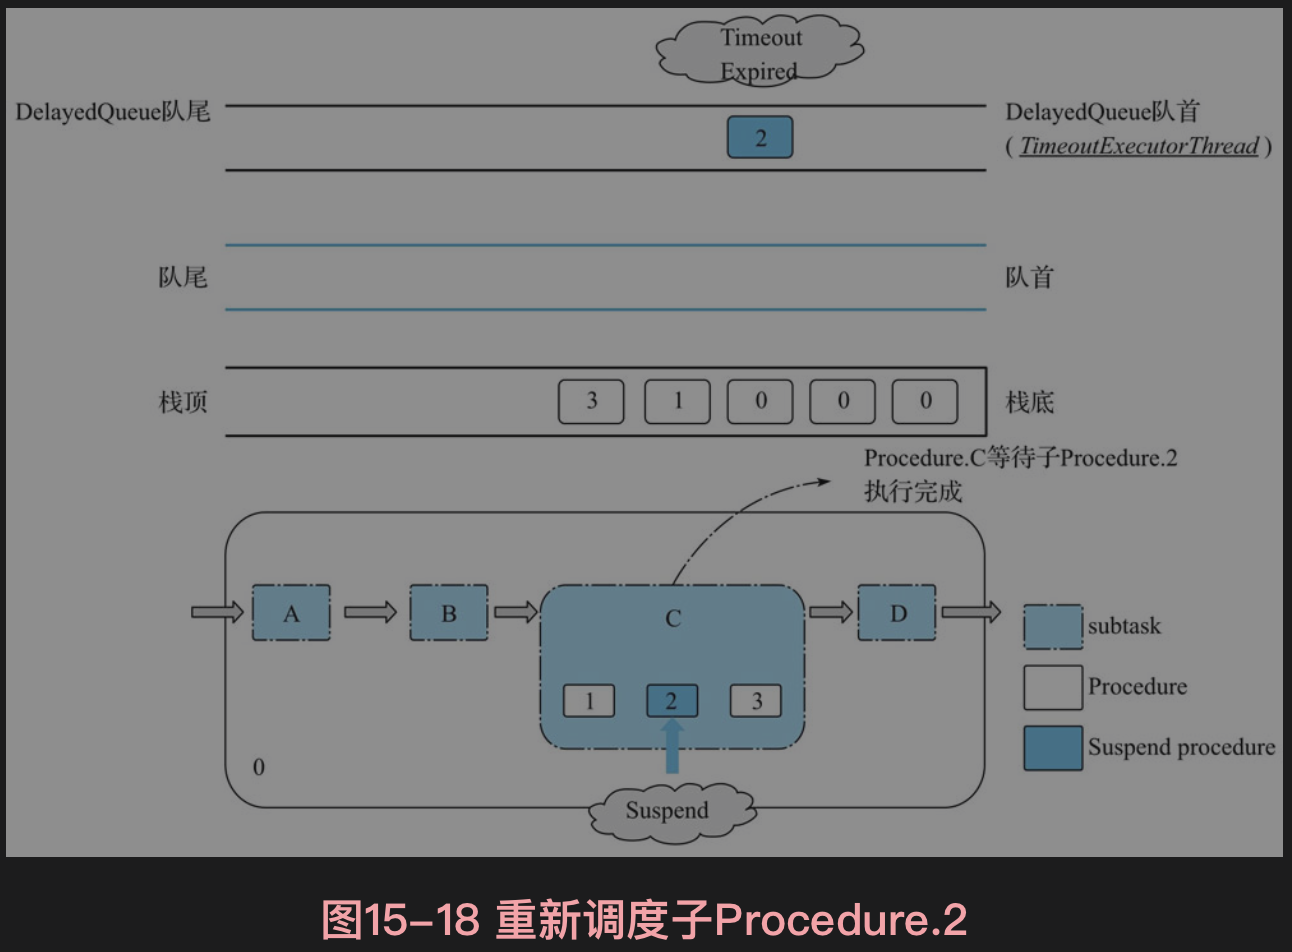 Timeout
Expired
DelayedQueue队尾
DelayedQueue队首
2
( TimeoutExecutorThread )
队尾
队首
栈顶
3 1 0 0 0
栈底
Procedure.C等待子Procedure.2
执行完成
A
B
C
D
subtask
1 2 3
Procedure
Suspend procedure
0
Suspend
图15-18 重新调度子Procedure.2